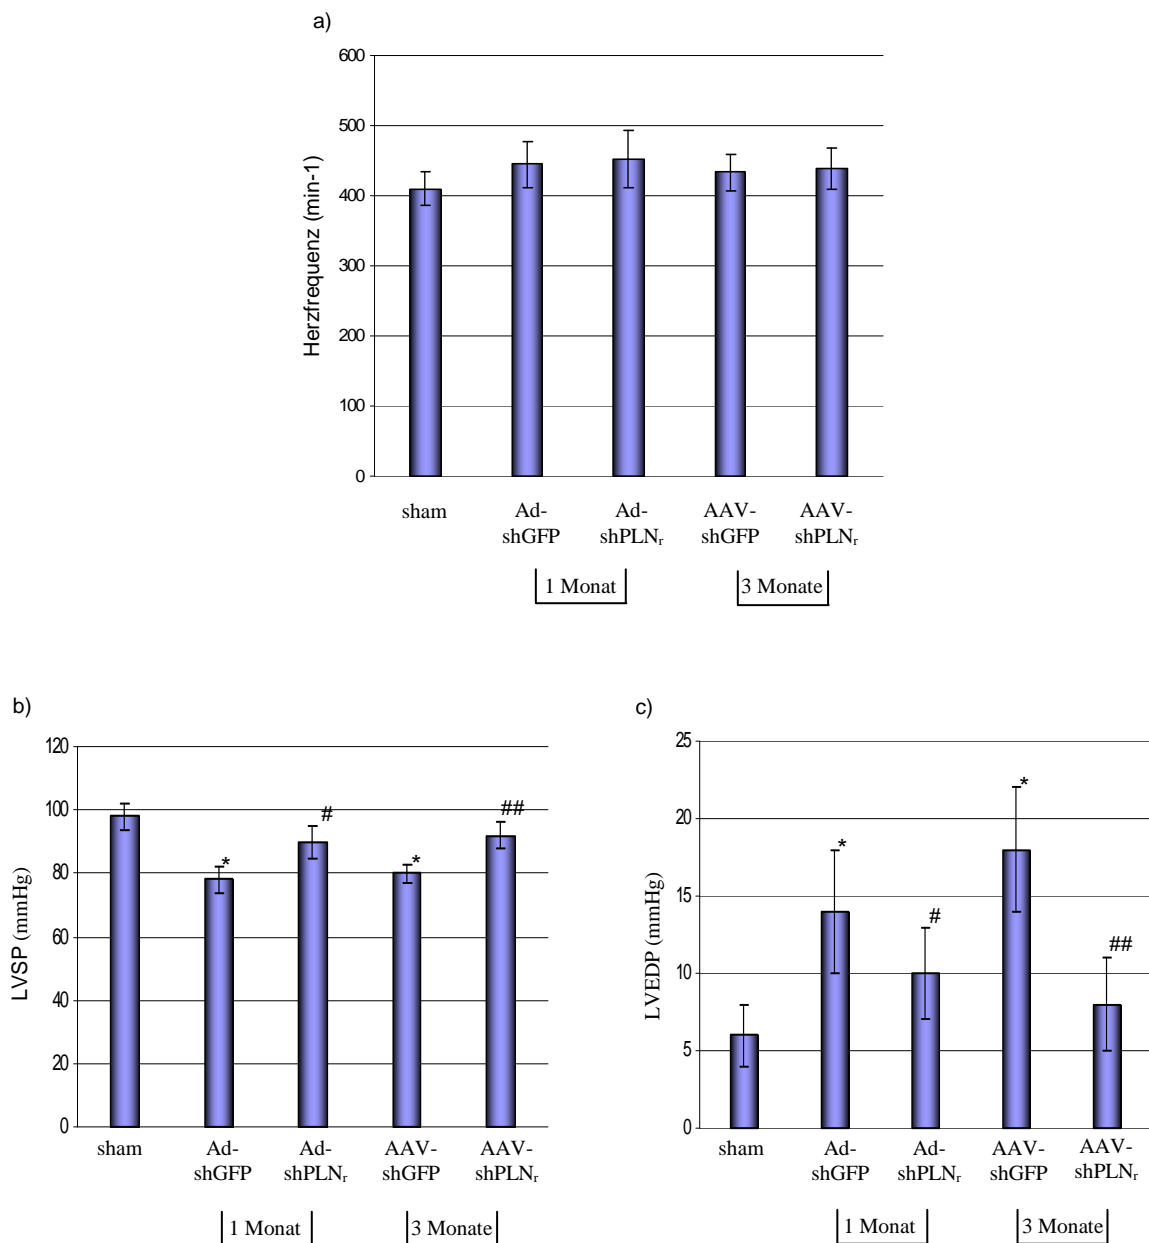 a)
600
500
400
300
200
100
0
Herzfrequenz (min-1)
sham
Ad-
shGFP
Ad-
shPLNr
AAV-
shGFP
AAV-
shPLNr
1 Monat
3 Monate
b)
120
100
80
60
40
20
0
LVSP (mmHg)
*
#
*
##
sham
Ad-
shGFP
Ad-
shPLNr
AAV-
shGFP
AAV-
shPLNr
1 Monat
3 Monate
c)
25
20
15
10
5
0
LVEDP (mmHg)
*
#
*
##
sham
Ad-
shGFP
Ad-
shPLNr
AAV-
shGFP
AAV-
shPLNr
1 Monat
3 Monate